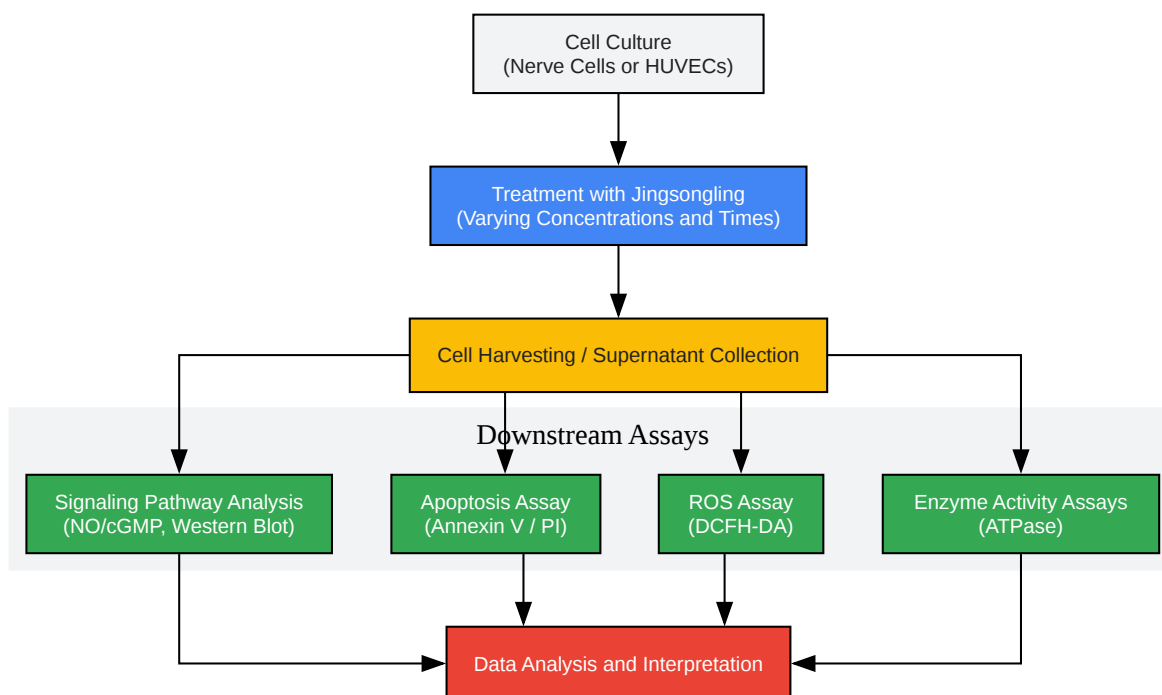 Cell Culture
(Nerve Cells or HUVECs)
Treatment with Jingsongling
(Varying Concentrations and Times)
Cell Harvesting / Supernatant Collection
Downstream Assays
Signaling Pathway Analysis
(NO/cGMP, Western Blot)
Apoptosis Assay
(Annexin V / PI)
ROS Assay
(DCFH-DA)
Enzyme Activity Assays
(ATPase)
Data Analysis and Interpretation